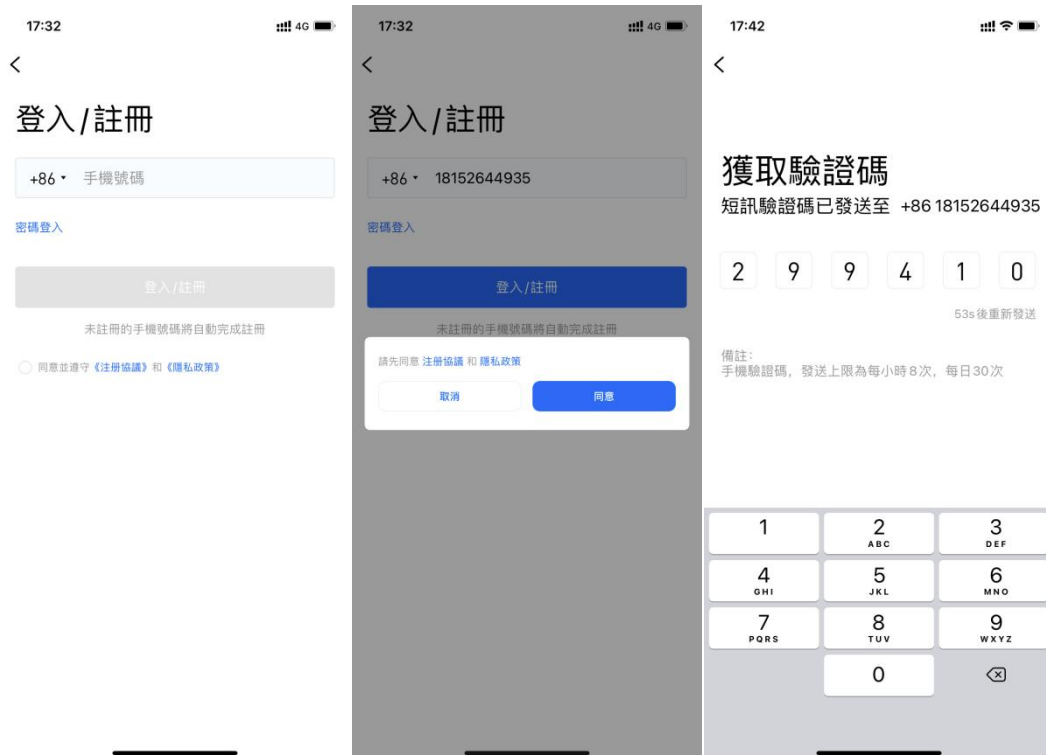 17:32
4G
登入/註冊
+86
手機號碼
密碼登入
登入/註冊
未註冊的手機號碼將自動完成註冊
同意並遵守《注册協議》和《隱私政策》
17:32
4G
登入/註冊
+86
18152644935
密碼登入
登入/註冊
未註冊的手機號碼將自動完成註冊
請先同意 注册協議 和 隱私政策
取消
同意
17:42
獲取驗證碼
短訊驗證碼已發送至 +86 18152644935
2 9 9 4 1 0
53s後重新發送
備註:
手機驗證碼, 發送上限為每小時8次, 每日30次
1 2 3
ABC DEF
4 5 6
GHI JKL MNO
7 8 9
PQRS TUV WXYZ
0